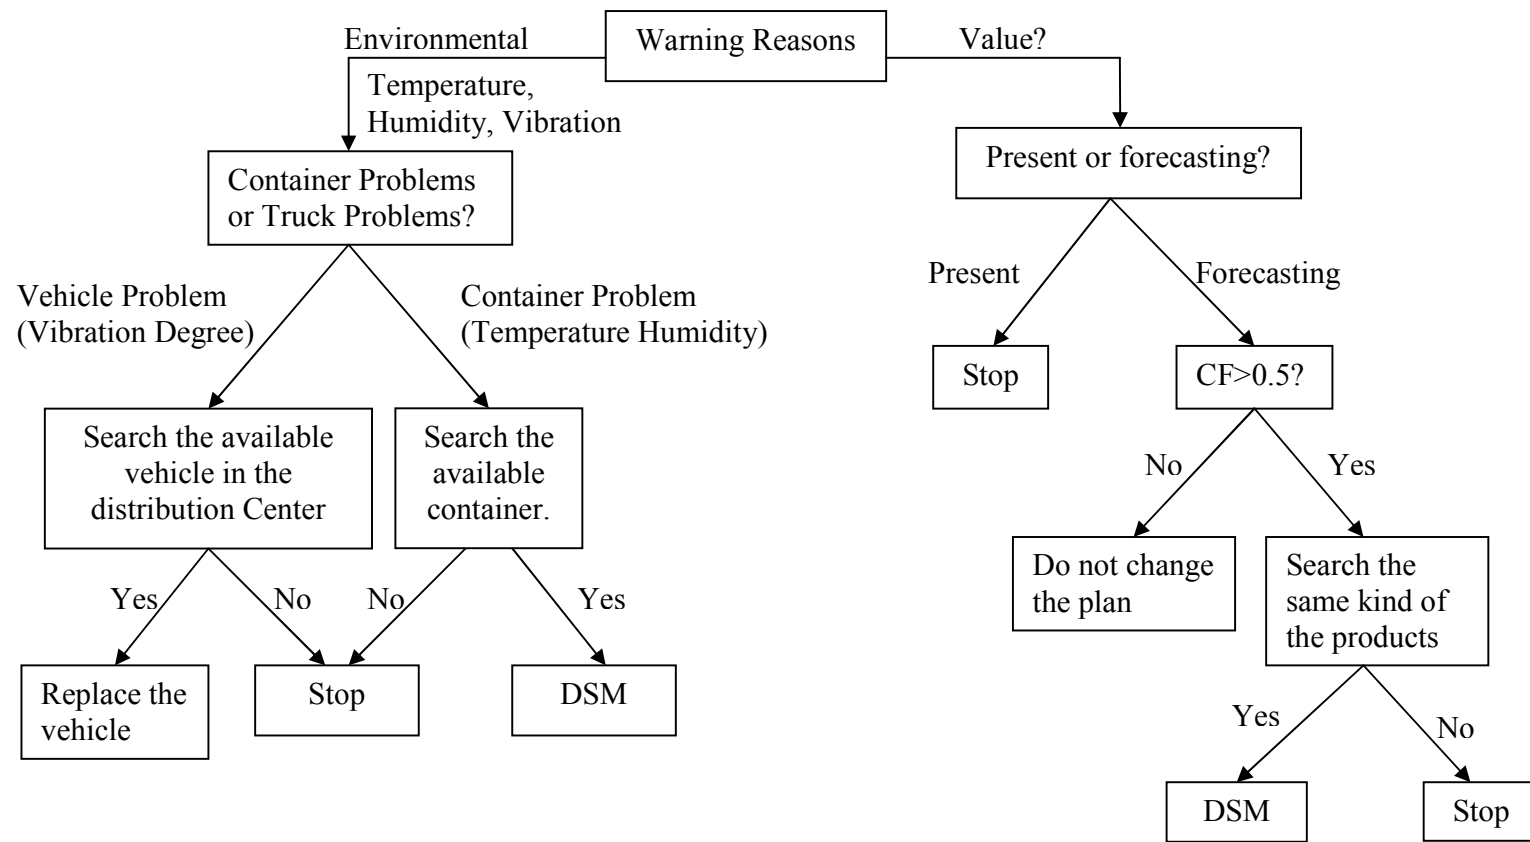 Warning Reasons
Environmental
Value?
Temperature,
Humidity, Vibration
Present or forecasting?
Container Problems
or Truck Problems?
Present
Forecasting
Vehicle Problem
(Vibration Degree)
Container Problem
(Temperature Humidity)
Stop
CF>0.5?
Search the available
vehicle in the
distribution Center
Search the
available
container.
No
Yes
Do not change
the plan
Search the
same kind of
the products
Yes
No
No
Yes
Replace the
vehicle
Stop
DSM
Yes
No
DSM
Stop